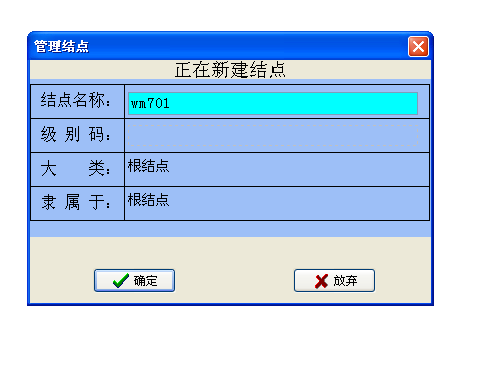 管理结点
正在新建结点
结点名称: wm701
级 别 码:
大 类: 根结点
隶 属 于: 根结点
确定 放弃